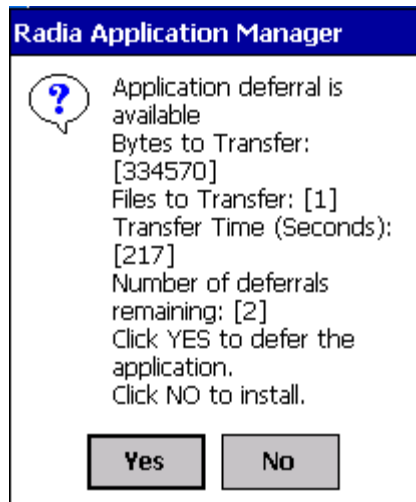 Radia Application Manager
Application deferral is
available
Bytes to Transfer:
[334570]
Files to Transfer: [1]
Transfer Time (Seconds):
[217]
Number of deferrals
remaining: [2]
Click YES to defer the
application.
Click NO to install.
Yes
No